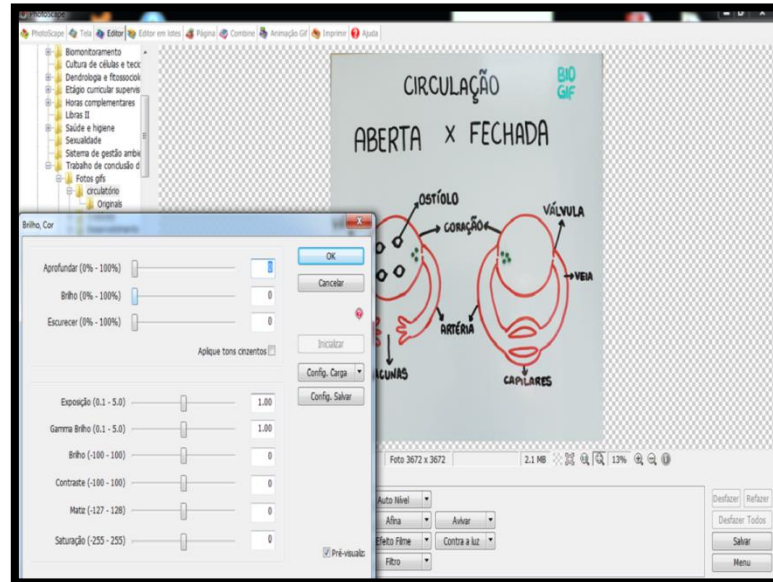 PhotoScape
PhotoScape Tela Editor Editor em lotes Página Combine Animação Gif Imprimir Ajuda
Biomonitoramento
Cultura de células e tecic
Dendrologia e fitossociok
Etágio curricular supervis
Horas complementares
Libras II
Saúde e higiene
Sexualidade
Sistema de gestão ambie
Trabalho de conclusão d
Fotos gifs
circulatório
Originais
CIRCULAÇÃO
BIO
GIF
ABERTA X FECHADA
OSTÍOLO
CORAÇÃO
VÁLVULA
VEIA
ARTÉRIA
CAPILARES
Brilho, Cor
Aprofundar (0% - 100%) 0
Brilho (0% - 100%) 0
Escurecer (0% - 100%) 0
Aplique tons cinzentos
Exposição (0.1 - 5.0) 1.00
Gamma Brilho (0.1 - 5.0) 1.00
Brilho (-100 - 100) 0
Contraste (-100 - 100) 0
Matiz (-127 - 128) 0
Saturação (-255 - 255) 0
OK
Cancelar
Inicializar
Config. Carga
Config. Salvar
Pré-visualiz
Foto 3672 x 3672 2.1 MB 13%
Auto Nível
Afina Avivar
Efeito Filme Contra a luz
Filtro
Desfazer Refazer
Desfazer Todos
Salvar
Menu